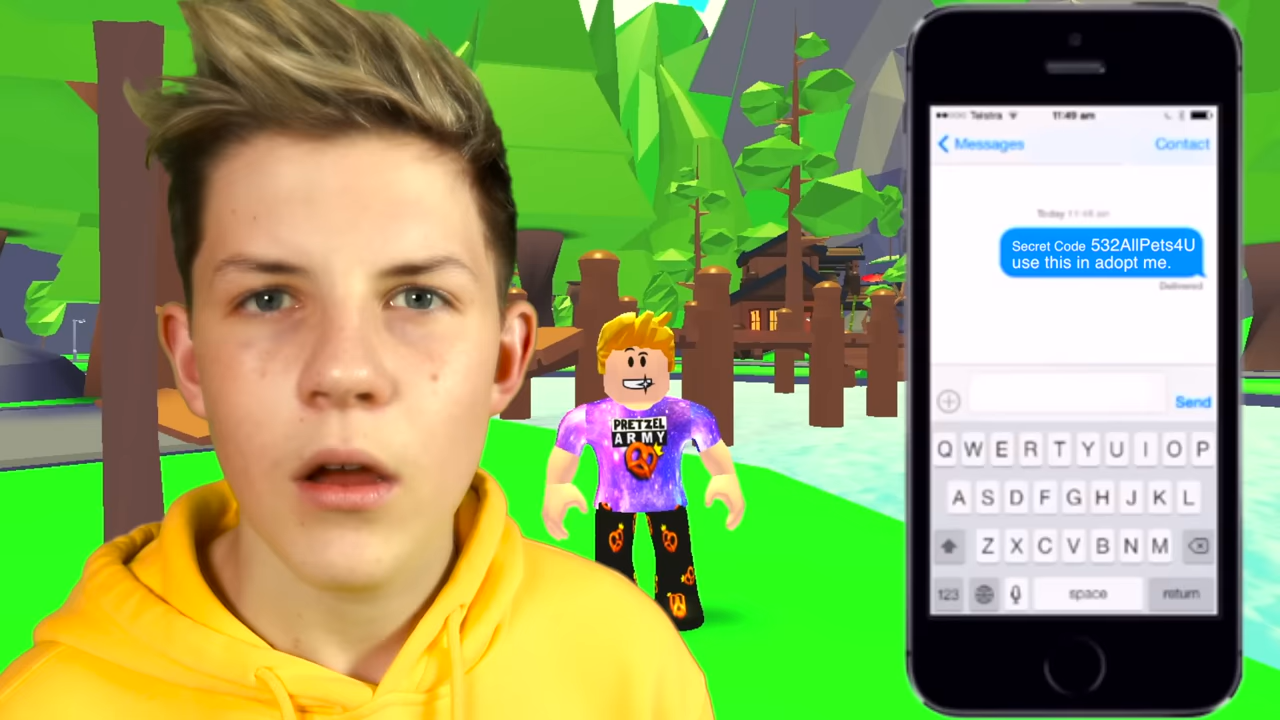 PRETZEL
ARMY
Telstra 11:49 am
Messages Contact
Secret Code 532AllPets4U
use this in adopt me.
Delivered
Send
Q W E R T Y U I O P
A S D F G H J K L
Z X C V B N M
123 space return